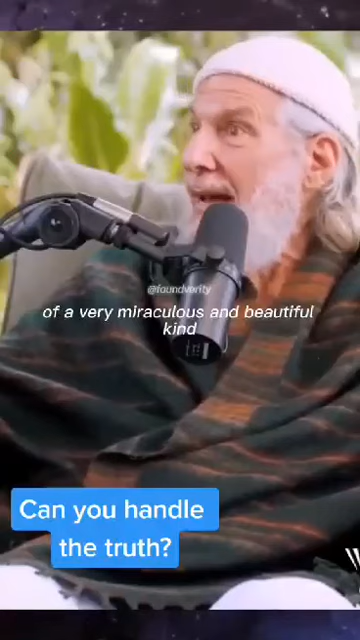 @foundverity
of a very miraculous and beautiful
kind
Can you handle
the truth?